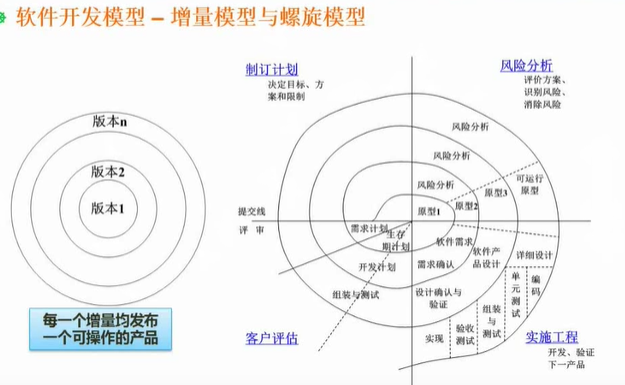 软件开发模型 – 增量模型与螺旋模型
制订计划
决定目标、方
案和限制
风险分析
评价方案、
识别风险、
消除风险
版本n
版本2
版本1
每一个增量均发布
一个可操作的产品
风险分析
风险分析
风险分析
可运行
原型
原型3
原型2
原型1
提交线
评 审
需求计划
生存
期计划
开发计划
组装与测试
软件需求
需求确认
软件产
品设计
设计确认与
验证
详细设计
编
码
单
元
测
试
组装
与
测试
验收
测试
实现
客户评估
实施工程
开发、验证
下一产品